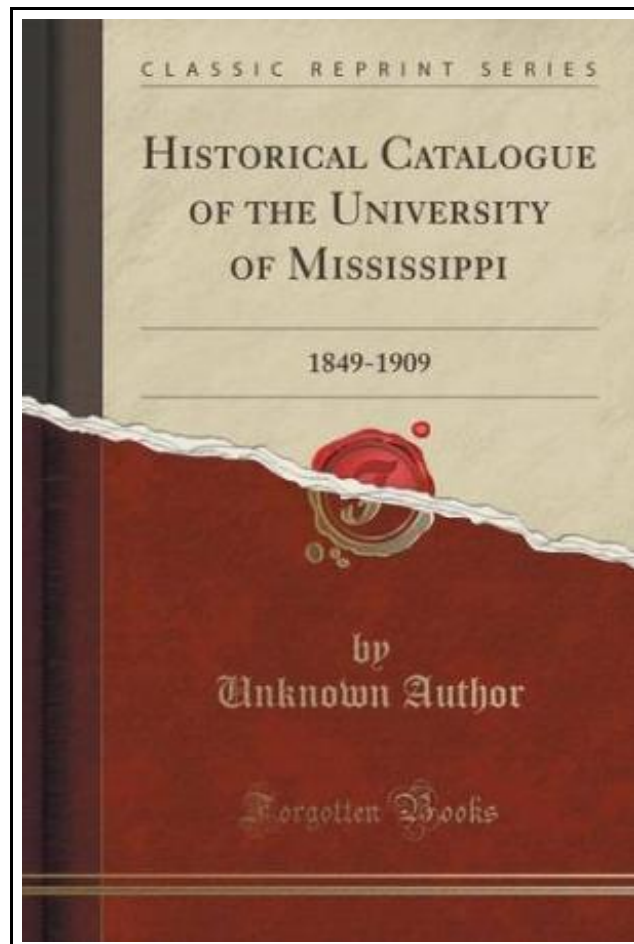 CLASSIC REPRINT SERIES
HISTORICAL CATALOGUE
OF THE UNIVERSITY
OF MISSISSIPPI
1849-1909
by
Unknown Author
Forgotten Books